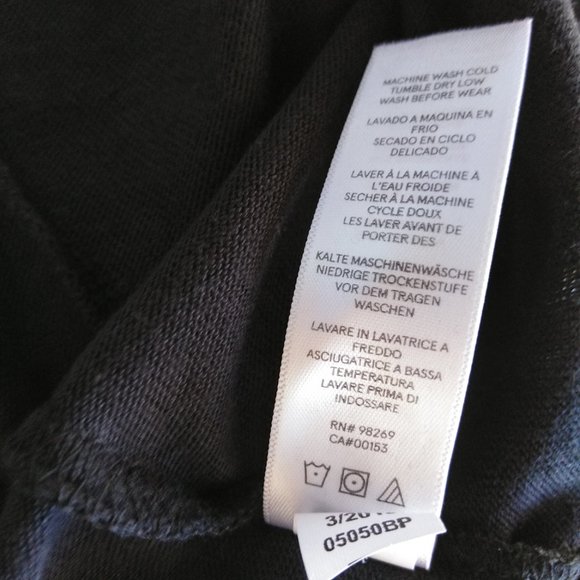 MACHINE WASH COLD
TUMBLE DRY LOW
WASH BEFORE WEAR
LAVADO A MAQUINA EN
FRIO
SECADO EN CICLO
DELICADO
LAVER À LA MACHINE A
L'EAU FROIDE
SECHER À LA MACHINE
CYCLE DOUX
LES LAVER AVANT DE
PORTER DES
KALTE MASCHINENWÄSCHE
NIEDRIGE TROCKENSTUFE
VOR DEM TRAGEN
WASCHEN
LAVARE IN LAVATRICE A
FREDDO
ASCIUGATRICE A BASSA
TEMPERATURA
LAVARE PRIMA DI
INDOSSARE
RN# 98269
CA#00153
05050BP